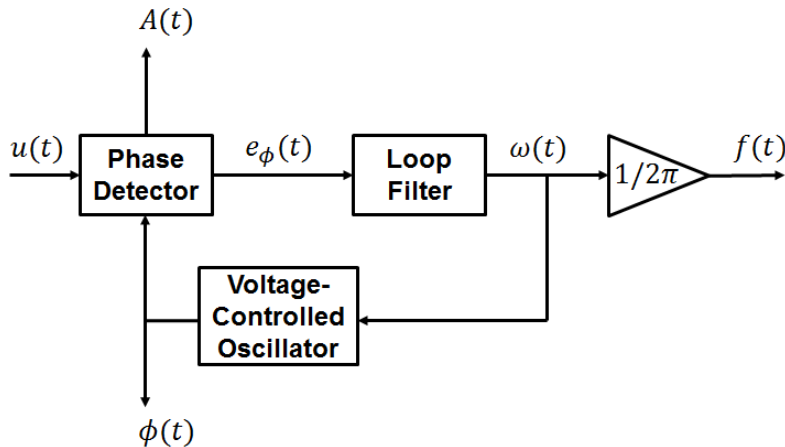 A(t)
u(t)
Phase
Detector
e_ϕ(t)
Loop
Filter
ω(t)
1/2π
f(t)
Voltage-
Controlled
Oscillator
ϕ(t)